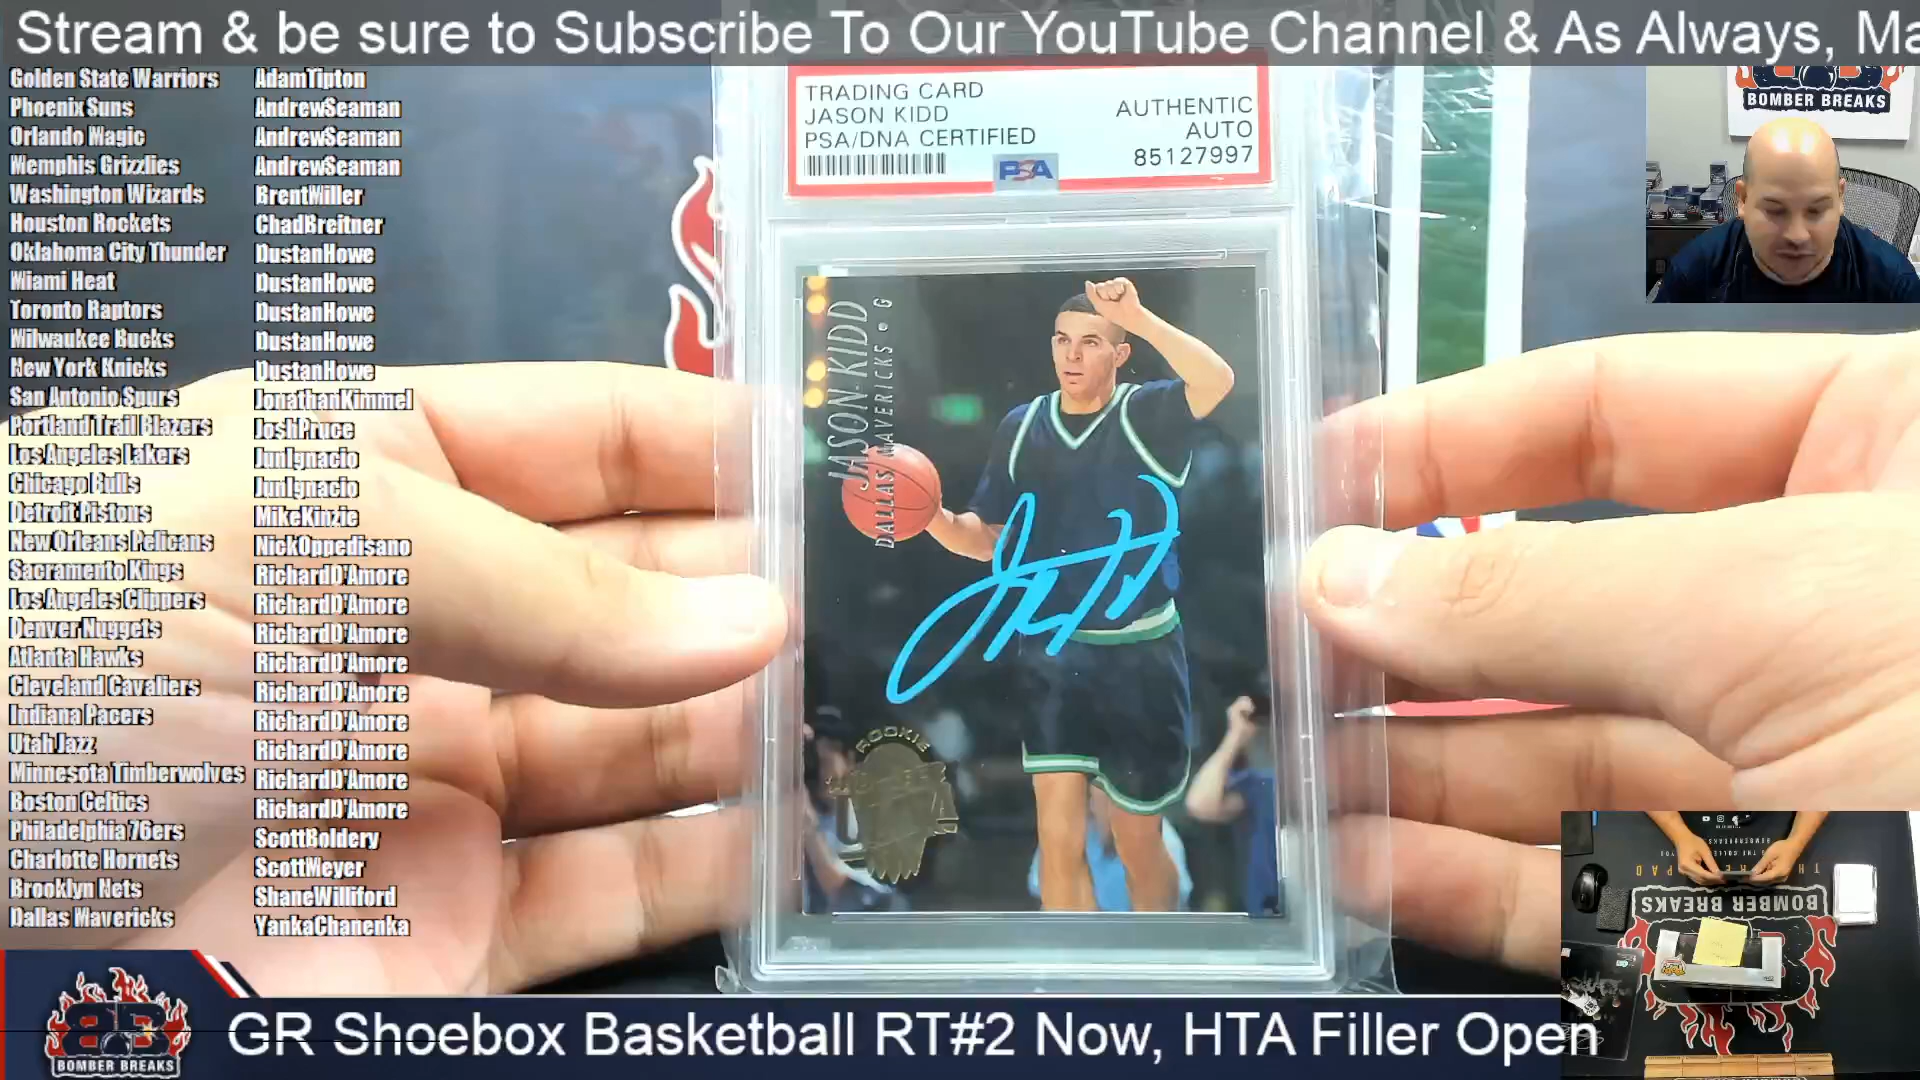 Stream & be sure to Subscribe To Our YouTube Channel & As Always, Ma
Golden State Warriors AdamTipton
Phoenix Suns AndrewSeaman
Orlando Magic AndrewSeaman
Memphis Grizzlies AndrewSeaman
Washington Wizards BrentMiller
Houston Rockets ChadBreitner
Oklahoma City Thunder DustanHowe
Miami Heat DustanHowe
Toronto Raptors DustanHowe
Milwaukee Bucks DustanHowe
New York Knicks DustanHowe
San Antonio Spurs JonathanKimmel
Portland Trail Blazers JoshPruce
Los Angeles Lakers JunIgnacio
Chicago Bulls JunIgnacio
Detroit Pistons MikeKinzie
New Orleans Pelicans NickOppedisano
Sacramento Kings RichardD'Amore
Los Angeles Clippers RichardD'Amore
Denver Nuggets RichardD'Amore
Atlanta Hawks RichardD'Amore
Cleveland Cavaliers RichardD'Amore
Indiana Pacers RichardD'Amore
Utah Jazz RichardD'Amore
Minnesota Timberwolves RichardD'Amore
Boston Celtics RichardD'Amore
Philadelphia 76ers ScottBoldery
Charlotte Hornets ScottMeyer
Brooklyn Nets ShaneWilliford
Dallas Mavericks YankaChanenka
TRADING CARD
JASON KIDD
PSA/DNA CERTIFIED
AUTHENTIC
AUTO
85127997
PSA
JASON KIDD
DALLAS MAVERICKS • G
ROOKIE
BOMBER BREAKS
BOMBER BREAKS
BOMBER BREAKS
GR Shoebox Basketball RT#2 Now, HTA Filler Open